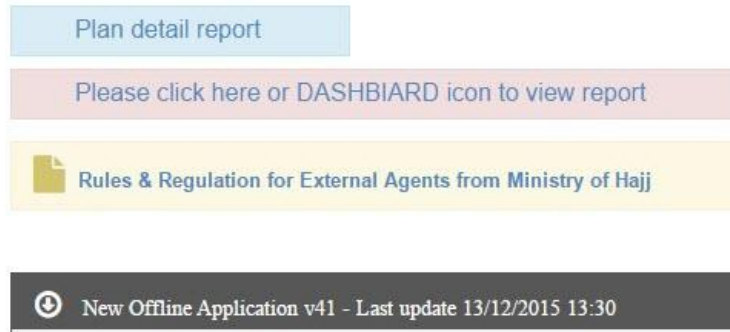 Plan detail report
Please click here or DASHBIARD icon to view report
Rules & Regulation for External Agents from Ministry of Hajj
New Offline Application v41 - Last update 13/12/2015 13:30